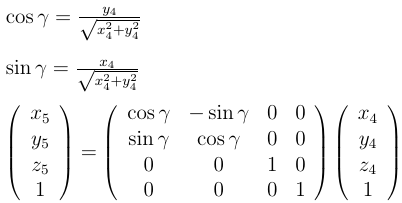 cos γ = y₄ / √(x₄² + y₄²)
sin γ = x₄ / √(x₄² + y₄²)
( x₅ ) ( cos γ − sin γ 0 0 ) ( x₄ )
( y₅ ) ( sin γ cos γ 0 0 ) ( y₄ )
( z₅ ) = ( 0 0 1 0 ) ( z₄ )
( 1 ) ( 0 0 0 1 ) ( 1 )